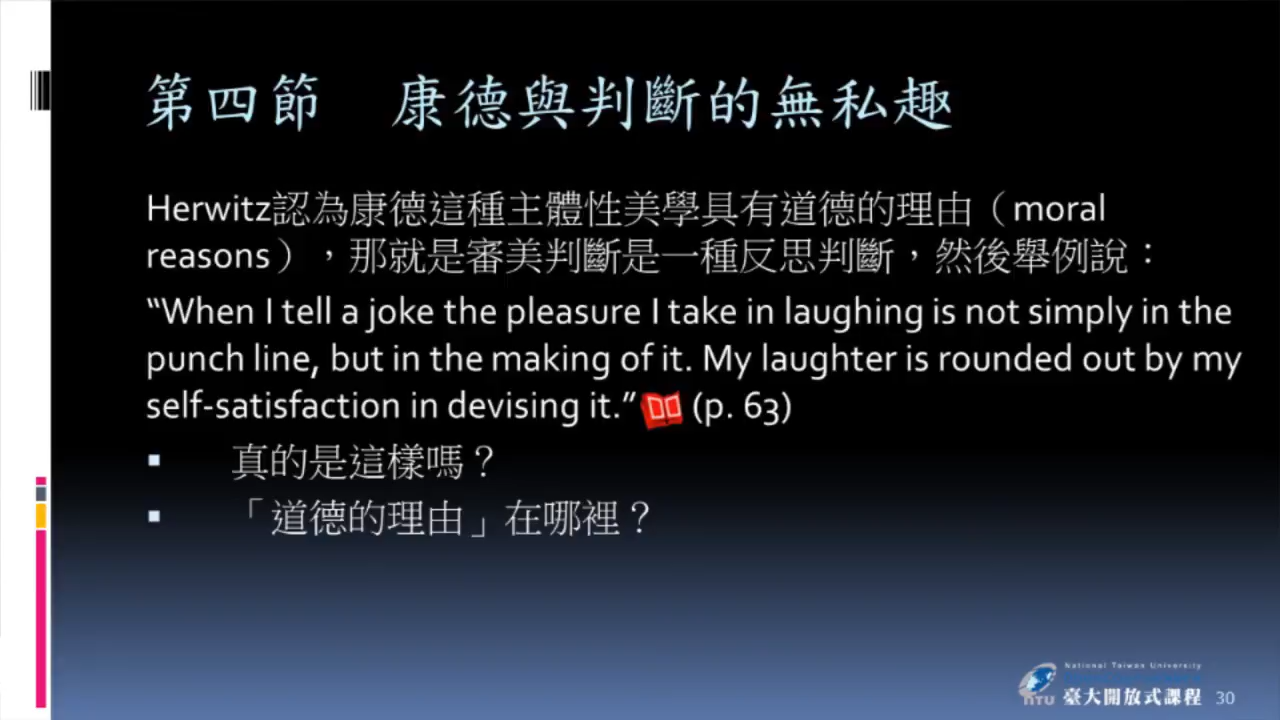 第四節　康德與判斷的無私趣
Herwitz認為康德這種主體性美學具有道德的理由（moral
reasons），那就是審美判斷是一種反思判斷，然後舉例說：
“When I tell a joke the pleasure I take in laughing is not simply in the
punch line, but in the making of it. My laughter is rounded out by my
self-satisfaction in devising it.” (p. 63)
真的是這樣嗎？
「道德的理由」在哪裡？
National Taiwan University
NTU 臺大開放式課程 30